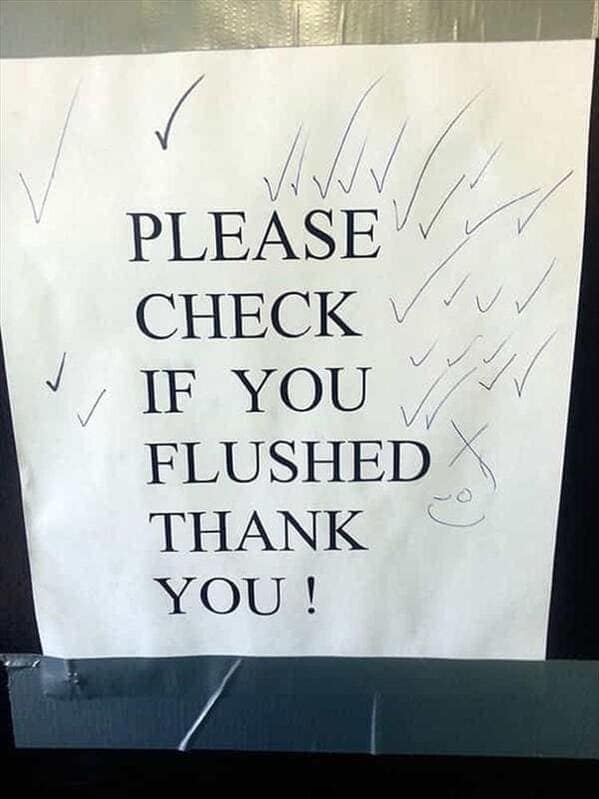 PLEASE
CHECK
IF YOU
FLUSHED
THANK
YOU !